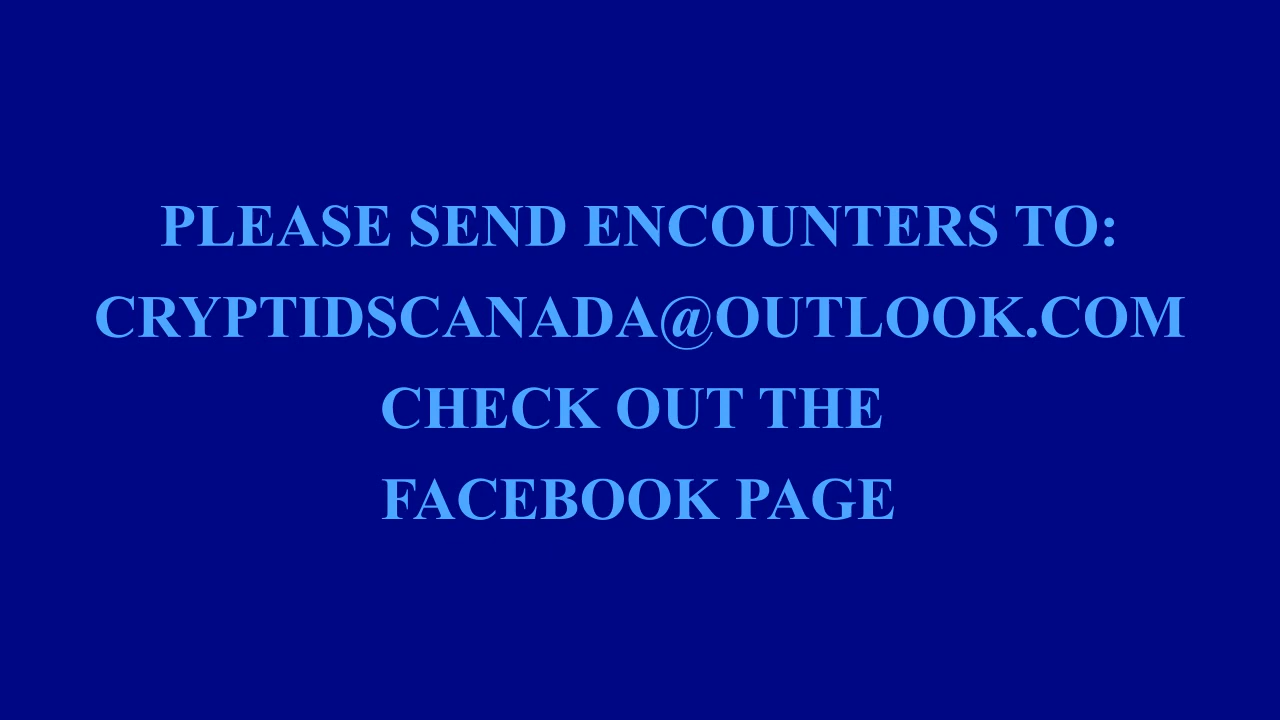 PLEASE SEND ENCOUNTERS TO:
CRYPTIDSCANADA@OUTLOOK.COM
CHECK OUT THE
FACEBOOK PAGE